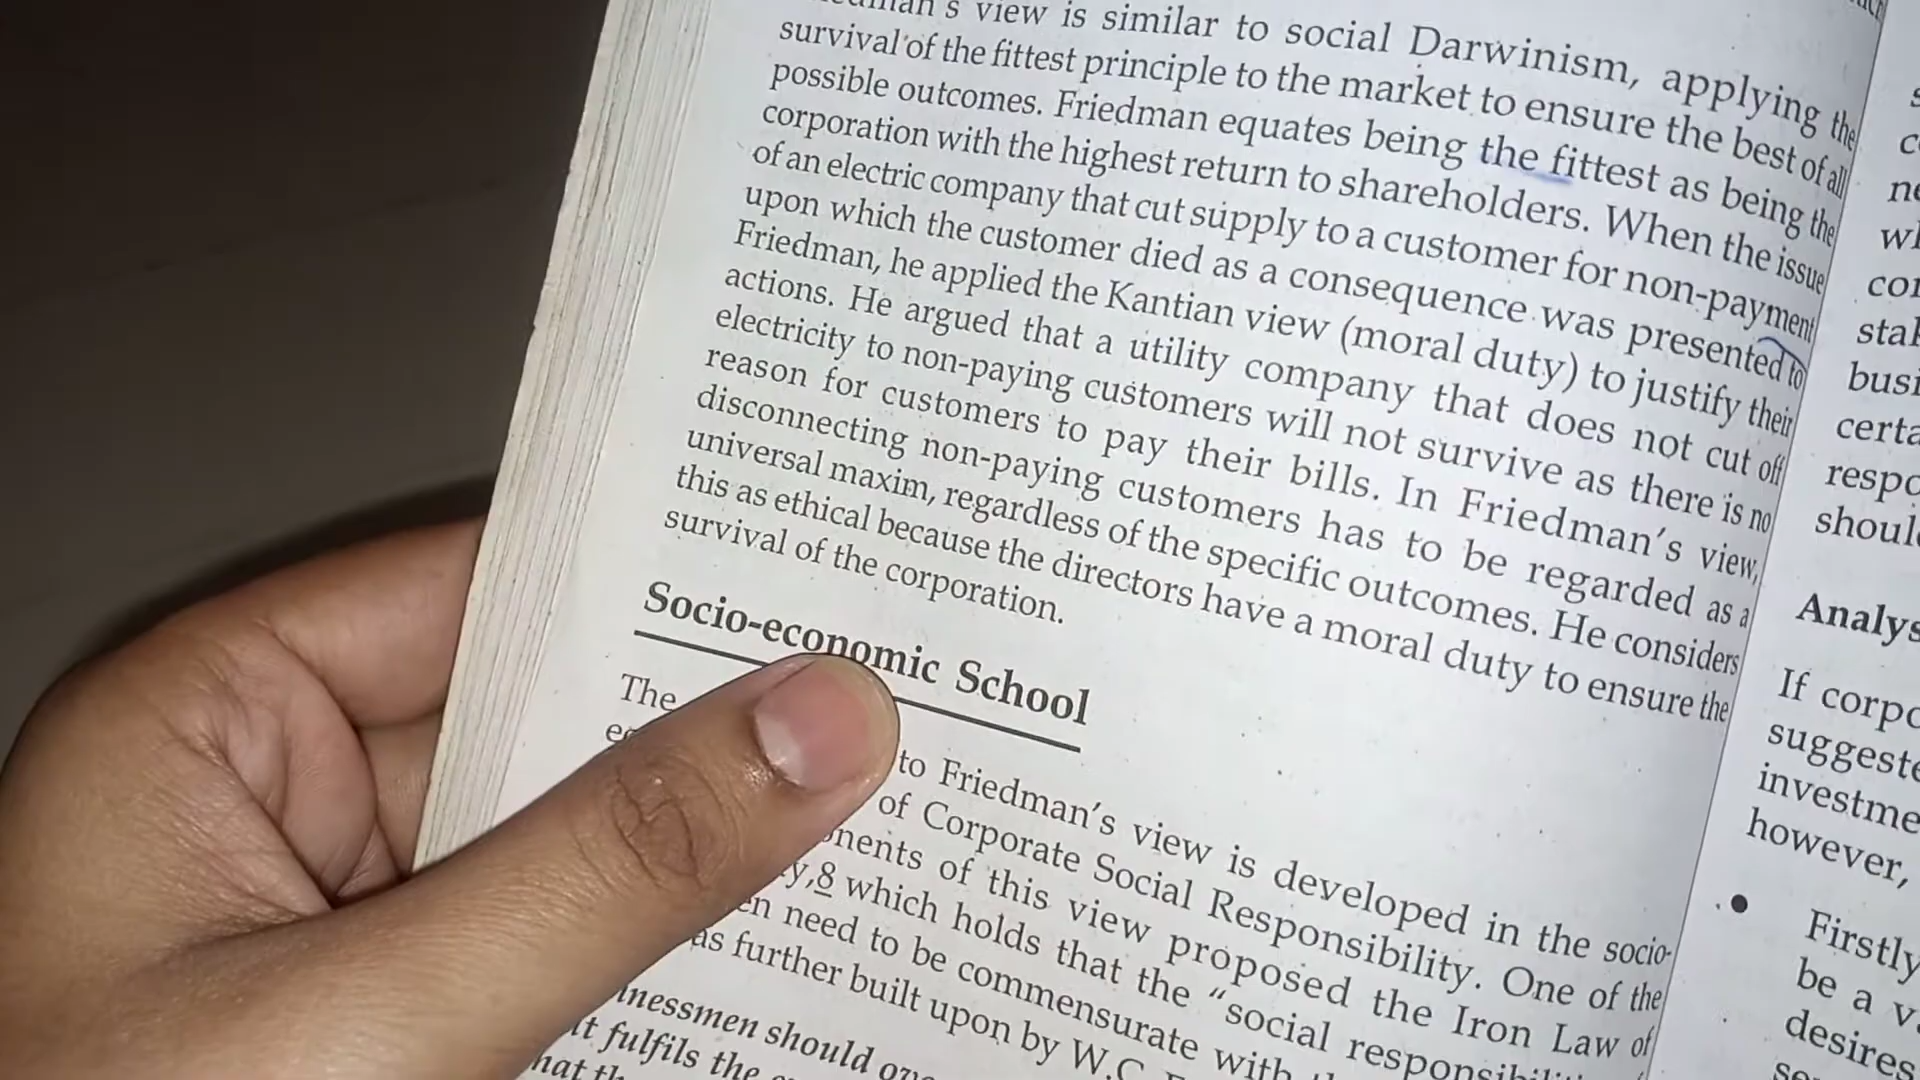 view is similar to social Darwinism, applying the
survival of the fittest principle to the market to ensure the best of all
possible outcomes. Friedman equates being the fittest as being the
corporation with the highest return to shareholders. When the issue
of an electric company that cut supply to a customer for non-payment
upon which the customer died as a consequence was presented to
Friedman, he applied the Kantian view (moral duty) to justify their
actions. He argued that a utility company that does not cut off
electricity to non-paying customers will not survive as there is no
reason for customers to pay their bills. In Friedman's view,
disconnecting non-paying customers has to be regarded as a
universal maxim, regardless of the specific outcomes. He considers
this as ethical because the directors have a moral duty to ensure the
survival of the corporation.
Socio-economic School
The
to Friedman's view is developed in the socio-
of Corporate Social Responsibility. One of the
of this view proposed the Iron Law of
8 which holds that the "social
need to be commensurate with
further built upon by W.C.
should
fulfils the
Analys
If corpo
suggeste
investme
however,
• Firstly
be a v
desires